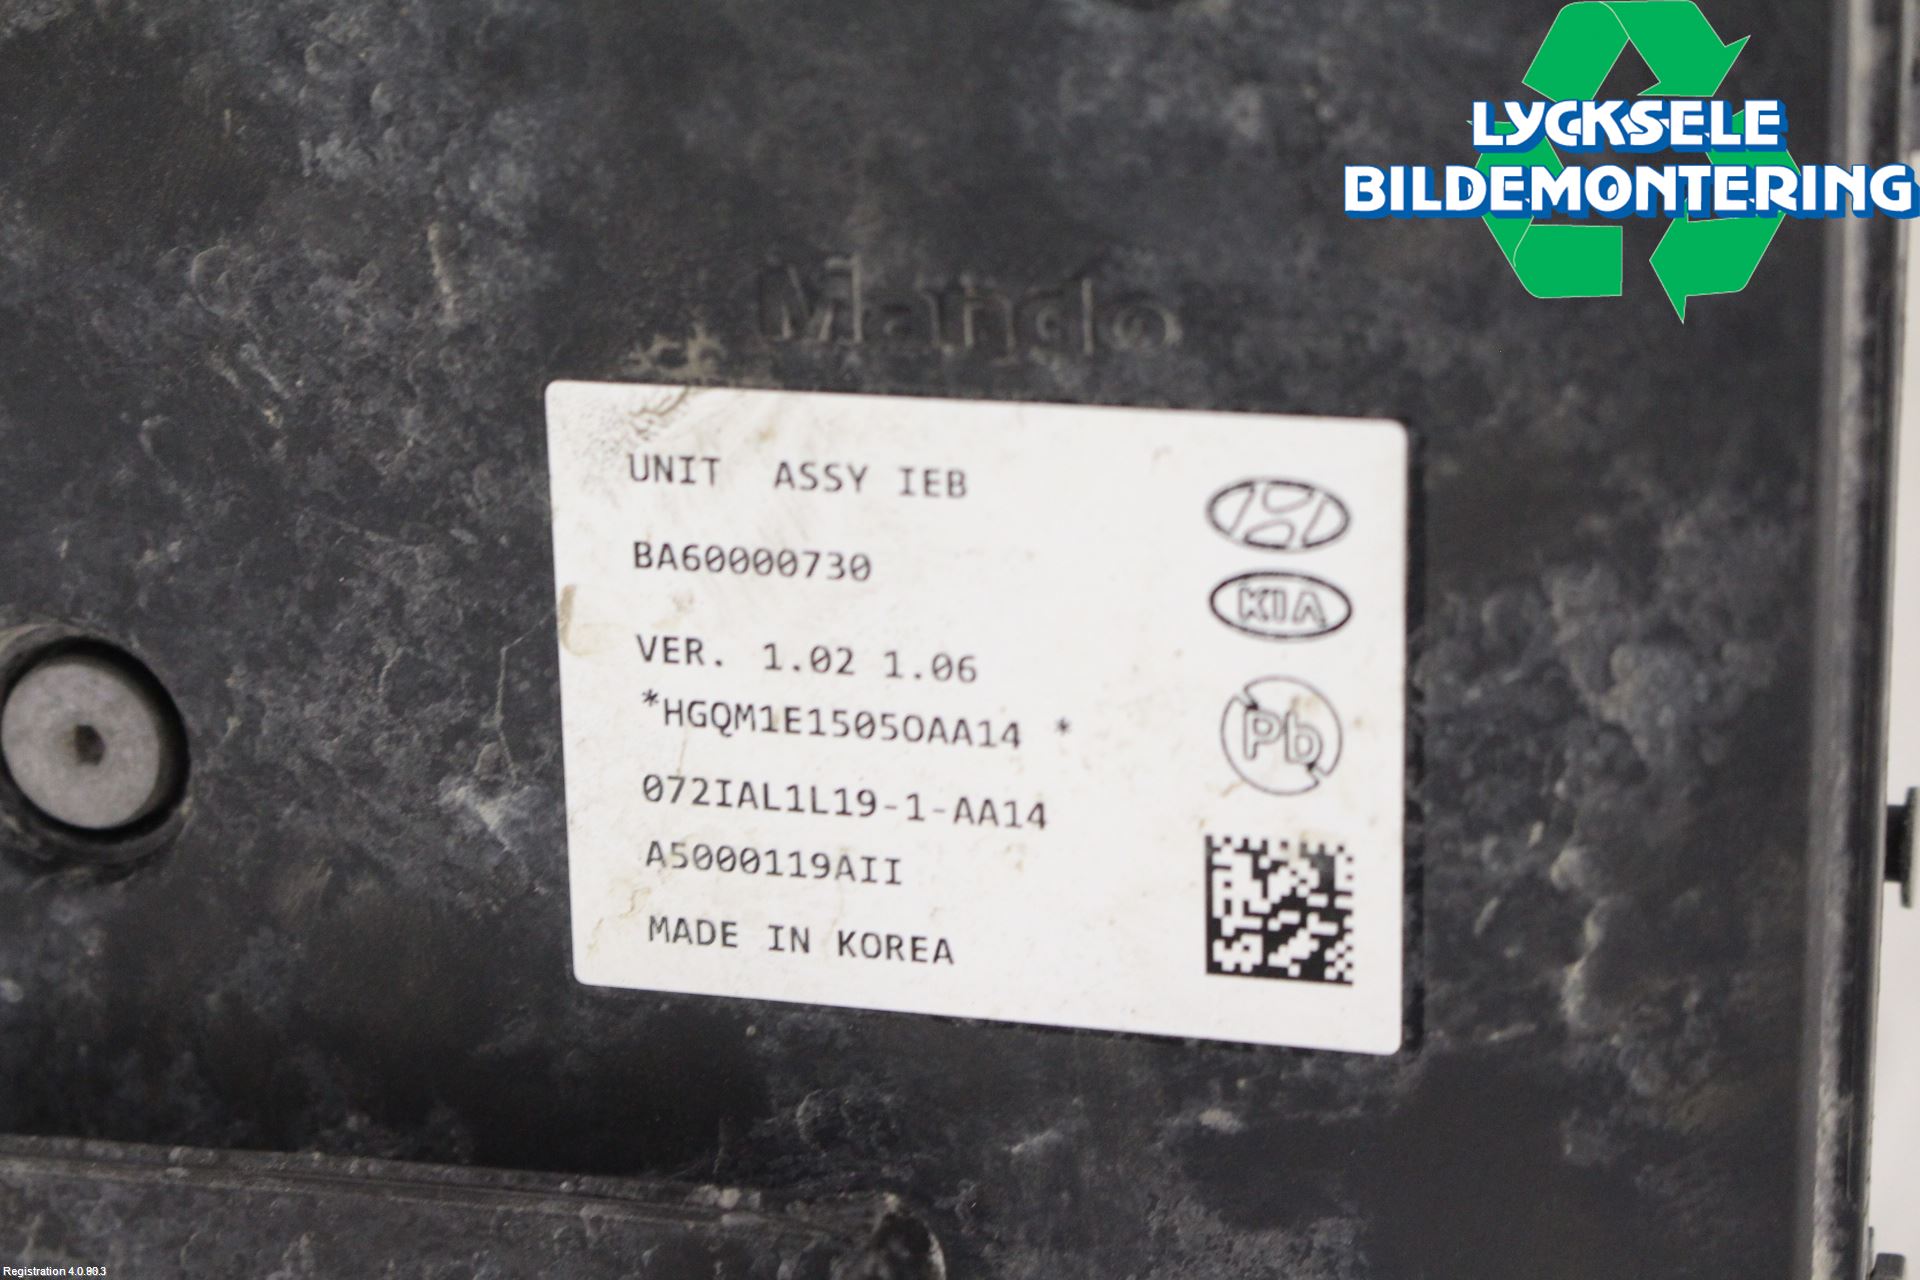 LYCKSELE
BILDEMONTERING
Mando
UNIT ASSY IEB
BA60000730
VER. 1.02 1.06
*HGQM1E1505OAA14 *
072IAL1L19-1-AA14
A5000119AII
MADE IN KOREA
KIA
Pb
Registration 4.0.90.3